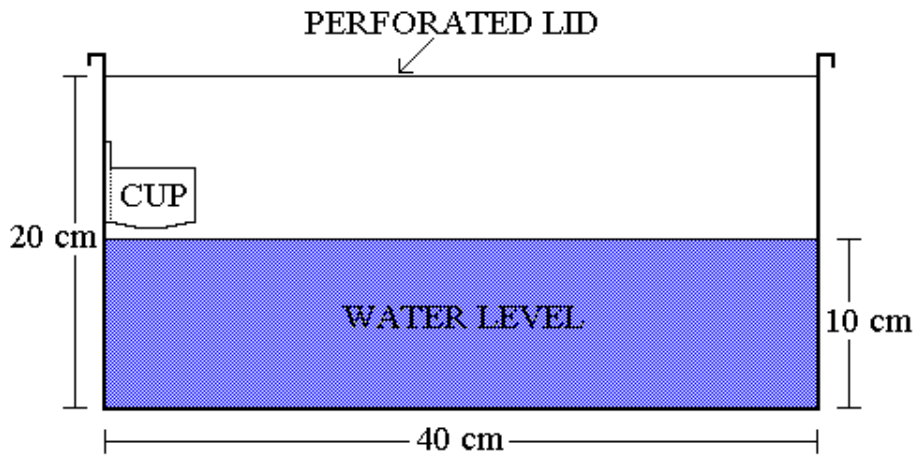 PERFORATED LID
CUP
20 cm
WATER LEVEL
10 cm
40 cm